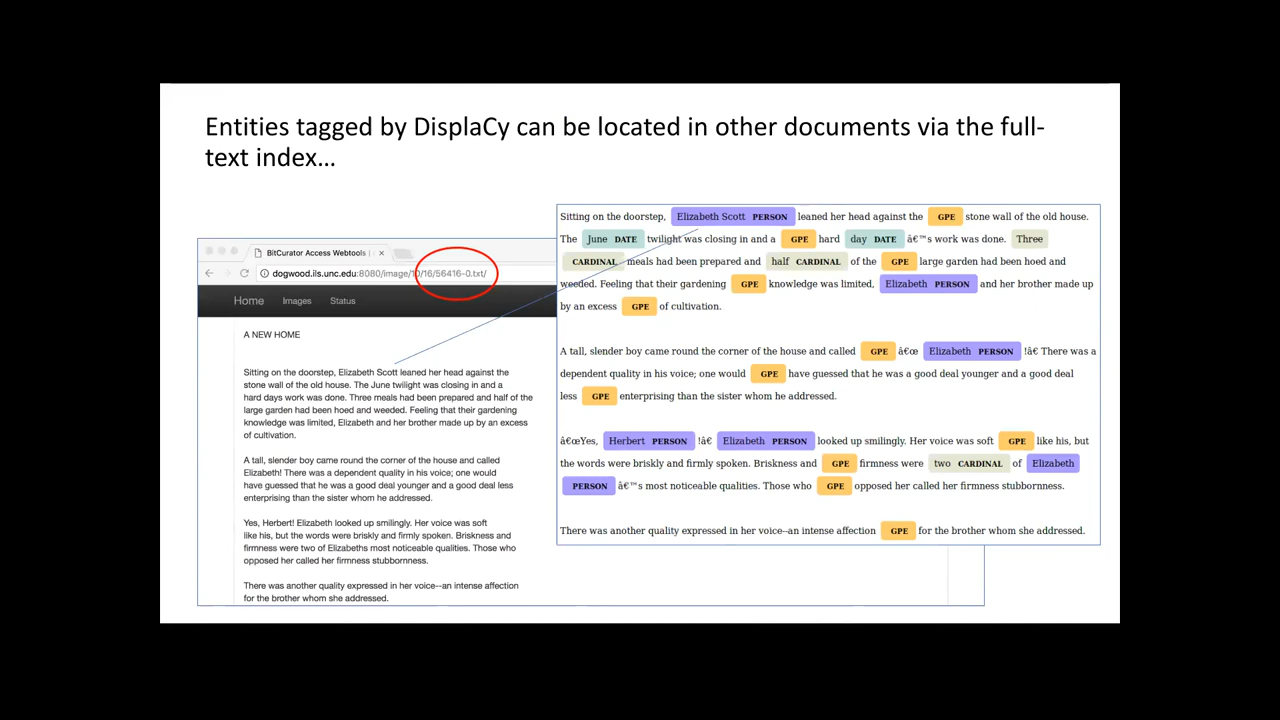 Entities tagged by DisplaCy can be located in other documents via the full-
text index...
BitCurator Access Webtools |
dogwood.ils.unc.edu:8080/image/10/16/56416-0.txt/
Home Images Status
A NEW HOME
Sitting on the doorstep, Elizabeth Scott leaned her head against the
stone wall of the old house. The June twilight was closing in and a
hard days work was done. Three meals had been prepared and half of the
large garden had been hoed and weeded. Feeling that their gardening
knowledge was limited, Elizabeth and her brother made up by an excess
of cultivation.
A tall, slender boy came round the corner of the house and called
Elizabeth! There was a dependent quality in his voice; one would
have guessed that he was a good deal younger and a good deal less
enterprising than the sister whom he addressed.
Yes, Herbert! Elizabeth looked up smilingly. Her voice was soft
like his, but the words were briskly and firmly spoken. Briskness and
firmness were two of Elizabeths most noticeable qualities. Those who
opposed her called her firmness stubbornness.
There was another quality expressed in her voice--an intense affection
for the brother whom she addressed.
Sitting on the doorstep, Elizabeth Scott PERSON leaned her head against the GPE stone wall of the old house.
The June DATE twilight was closing in and a GPE hard day DATE â€™s work was done. Three
CARDINAL meals had been prepared and half CARDINAL of the GPE large garden had been hoed and
weeded. Feeling that their gardening GPE knowledge was limited, Elizabeth PERSON and her brother made up
by an excess GPE of cultivation.
A tall, slender boy came round the corner of the house and called GPE â€œ Elizabeth PERSON !â€ There was a
dependent quality in his voice; one would GPE have guessed that he was a good deal younger and a good deal
less GPE enterprising than the sister whom he addressed.
â€œYes, Herbert PERSON !â€ Elizabeth PERSON looked up smilingly. Her voice was soft GPE like his, but
the words were briskly and firmly spoken. Briskness and GPE firmness were two CARDINAL of Elizabeth
PERSON â€™s most noticeable qualities. Those who GPE opposed her called her firmness stubbornness.
There was another quality expressed in her voice--an intense affection GPE for the brother whom she addressed.